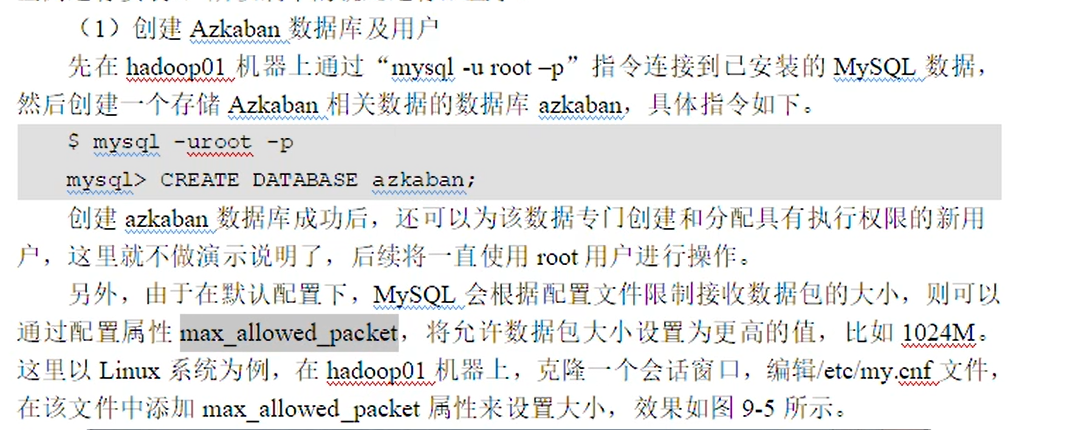 （1）创建 Azkaban 数据库及用户
先在 hadoop01 机器上通过“mysql -u root –p”指令连接到已安装的 MySQL 数据，
然后创建一个存储 Azkaban 相关数据的数据库 azkaban，具体指令如下。
$ mysql -uroot -p
mysql> CREATE DATABASE azkaban;
创建 azkaban 数据库成功后，还可以为该数据专门创建和分配具有执行权限的新用
户，这里就不做演示说明了，后续将一直使用 root 用户进行操作。
另外，由于在默认配置下，MySQL 会根据配置文件限制接收数据包的大小，则可以
通过配置属性 max_allowed_packet，将允许数据包大小设置为更高的值，比如 1024M。
这里以 Linux 系统为例，在 hadoop01 机器上，克隆一个会话窗口，编辑/etc/my.cnf 文件，
在该文件中添加 max_allowed_packet 属性来设置大小，效果如图 9-5 所示。